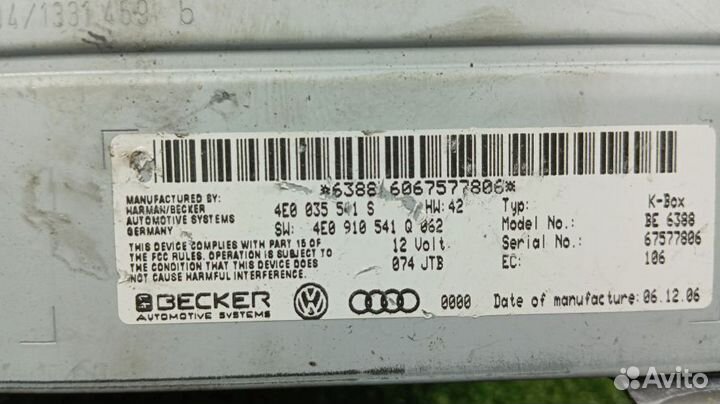 14/1331 469 b
*6388 6067577806*
MANUFACTURED BY:
HARMAN/BECKER
AUTOMOTIVE SYSTEMS
GERMANY
4E0 035 541 S HW: 42
SW: 4E0 910 541 Q 062
THIS DEVICE COMPLIES WITH PART 15 OF
THE FCC RULES. OPERATION IS SUBJECT TO
THE CONDITION THAT THIS DEVICE DOES
NOT CAUSE HARMFUL INTERFERENCE.
12 Volt
074 JTB
Typ: K-Box
Model No.: BE 6388
Serial No.: 67577806
EC: 106
BECKER
AUTOMOTIVE SYSTEMS
0000 Date of manufacture: 06.12.06
Avito